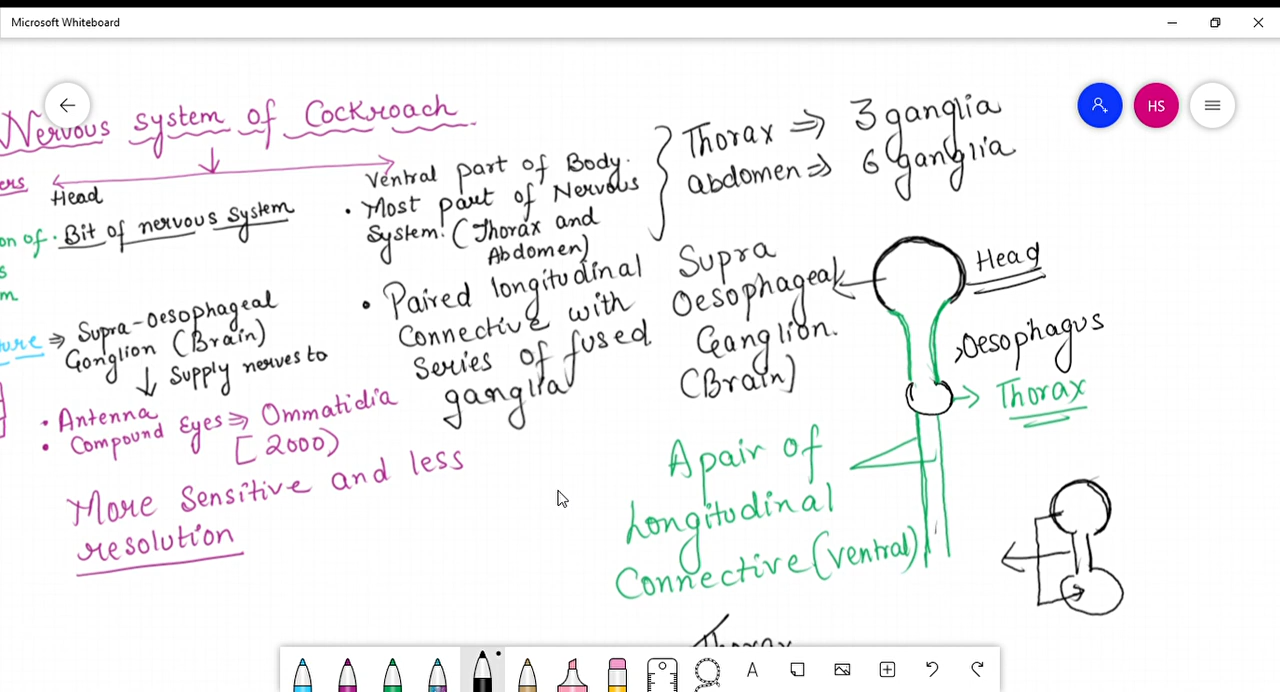 Microsoft Whiteboard
HS
Nervous system of Cockroach
ers
Head
on of . Bit of nervous system
s
m
ture ⇒ Supra-oesophageal
Ganglion (Brain)
↓ Supply nerves to
• Antenna
• Compound Eyes ⇒ Ommatidia
[2000)
More Sensitive and less
resolution
Ventral part of Body.
• Most part of Nervous
System. (Thorax and
Abdomen)
• Paired longitudinal
Connective with
Series of fused
ganglia
Thorax ⇒ 3 ganglia
abdomen ⇒ 6 ganglia
Supra
Oesophageal
Ganglion.
(Brain)
Head
Oesophagus
Thorax
A pair of
Longitudinal
Connective (ventral)
Thorax
A